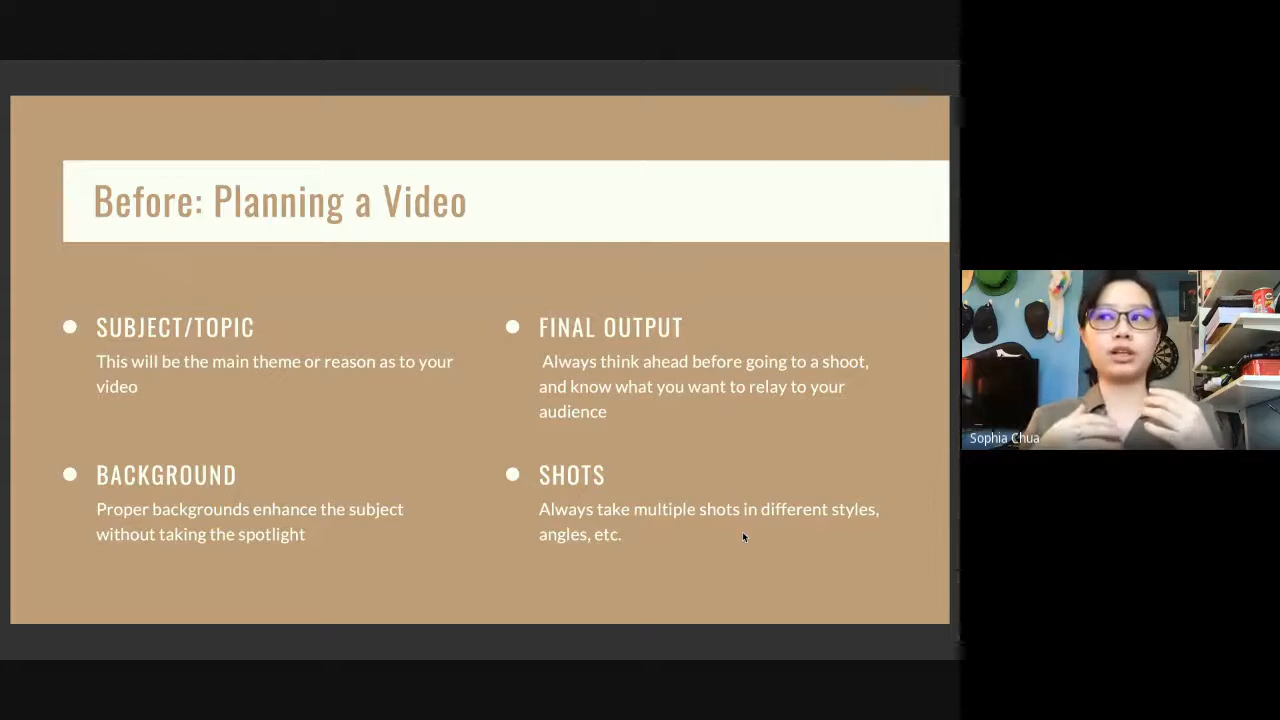 Before: Planning a Video
SUBJECT/TOPIC
This will be the main theme or reason as to your
video
BACKGROUND
Proper backgrounds enhance the subject
without taking the spotlight
FINAL OUTPUT
Always think ahead before going to a shoot,
and know what you want to relay to your
audience
SHOTS
Always take multiple shots in different styles,
angles, etc.
Sophia Chua